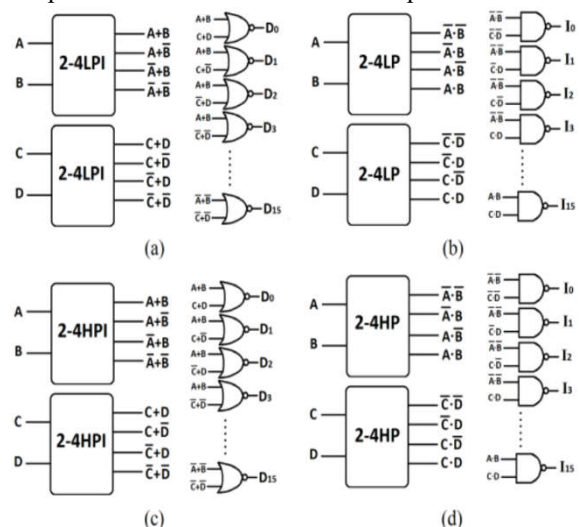 A
B
2-4LPI
A+B
A+B̅
A̅+B
A̅+B̅
C
D
2-4LPI
C+D
C+D̅
C̅+D
C̅+D̅
A+B
C+D
D0
A+B
C+D̅
D1
A+B
C̅+D
D2
A+B
C̅+D̅
D3
A̅+B̅
C̅+D̅
D15
(a)
A
B
2-4LP
A̅·B̅
A̅·B
A·B̅
A·B
C
D
2-4LP
C̅·D̅
C̅·D
C·D̅
C·D
A̅·B̅
C̅·D̅
I0
A̅·B̅
C̅·D
I1
A̅·B̅
C·D̅
I2
A̅·B̅
C·D
I3
A·B
C·D
I15
(b)
A
B
2-4HPI
A+B
A+B̅
A̅+B
A̅+B̅
C
D
2-4HPI
C+D
C+D̅
C̅+D
C̅+D̅
A+B
C+D
D0
A+B
C+D̅
D1
A+B
C̅+D
D2
A+B
C̅+D̅
D3
A̅+B̅
C̅+D̅
D15
(c)
A
B
2-4HP
A̅·B̅
A̅·B
A·B̅
A·B
C
D
2-4HP
C̅·D̅
C̅·D
C·D̅
C·D
A̅·B̅
C̅·D̅
I0
A̅·B̅
C̅·D
I1
A̅·B̅
C·D̅
I2
A̅·B̅
C·D
I3
A·B
C·D
I15
(d)